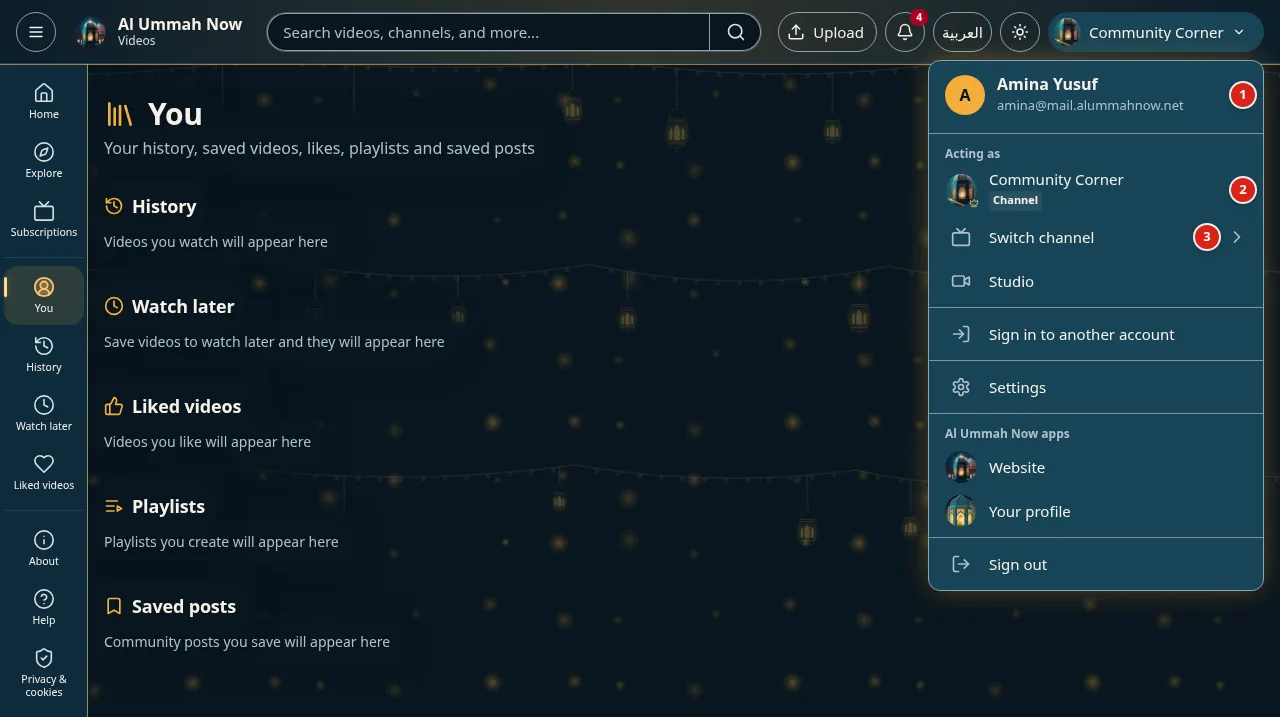 Al Ummah Now
Videos
Search videos, channels, and more...
Upload
4
العربية
Community Corner
Home
Explore
Subscriptions
You
History
Watch later
Liked videos
About
Help
Privacy &
cookies
You
Your history, saved videos, likes, playlists and saved posts
History
Videos you watch will appear here
Watch later
Save videos to watch later and they will appear here
Liked videos
Videos you like will appear here
Playlists
Playlists you create will appear here
Saved posts
Community posts you save will appear here
A
Amina Yusuf
amina@mail.alummahnow.net
1
Acting as
Community Corner
Channel
2
Switch channel
3
Studio
Sign in to another account
Settings
Al Ummah Now apps
Website
Your profile
Sign out